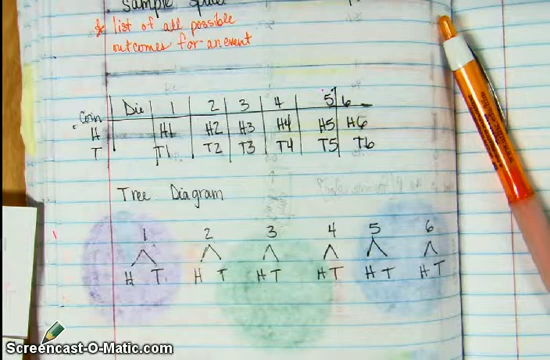 Sample Space
* list of all possible
outcomes for an event
Die 1 2 3 4 5 6
Coin
H H1 H2 H3 H4 H5 H6
T T1 T2 T3 T4 T5 T6
Tree Diagram
1 2 3 4 5 6
H T H T H T H T H T H T
Screencast-O-Matic.com